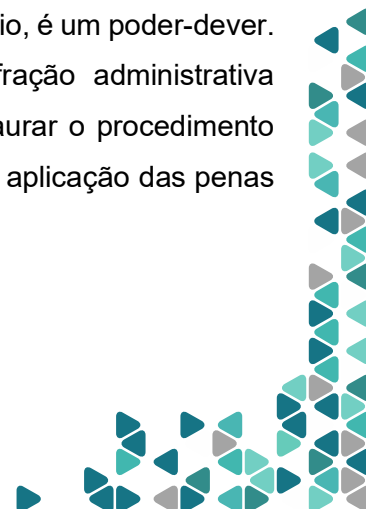 io, é um poder-dever.
fração administrativa
aurar o procedimento
aplicação das penas